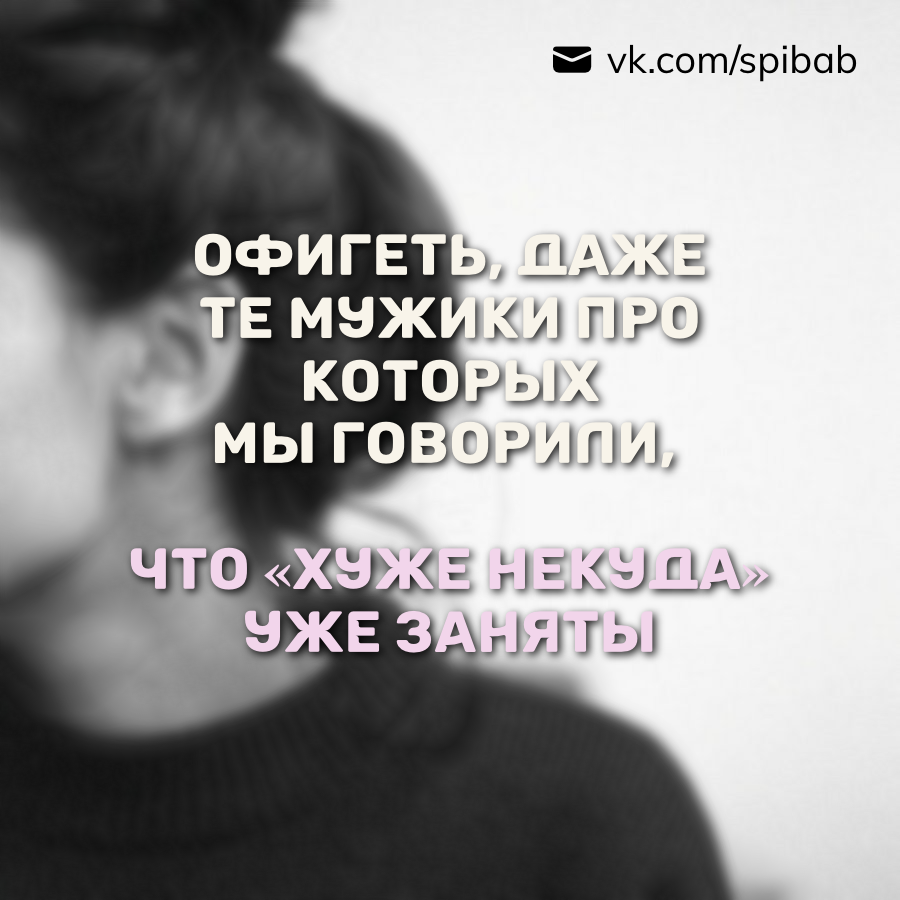 vk.com/spibab
ОФИГЕТЬ, ДАЖЕ
ТЕ МУЖИКИ ПРО
КОТОРЫХ
МЫ ГОВОРИЛИ,
ЧТО «ХУЖЕ НЕКУДА»
УЖЕ ЗАНЯТЫ